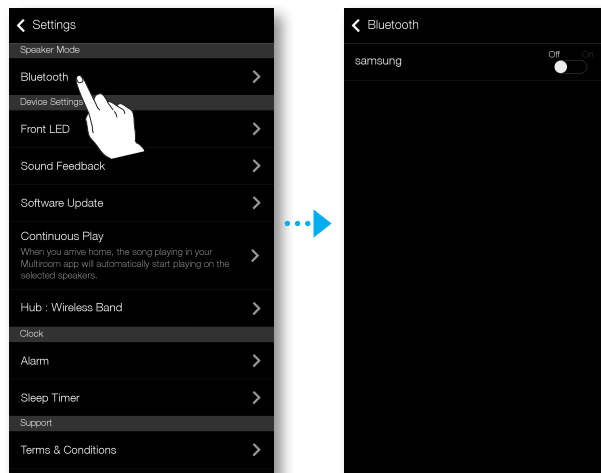 Settings
Speaker Mode
Bluetooth
Device Settings
Front LED
Sound Feedback
Software Update
Continuous Play
When you arrive home, the song playing in your
Multiroom app will automatically start playing on the
selected speakers.
Hub : Wireless Band
Clock
Alarm
Sleep Timer
Support
Terms & Conditions
Bluetooth
samsung
Off On